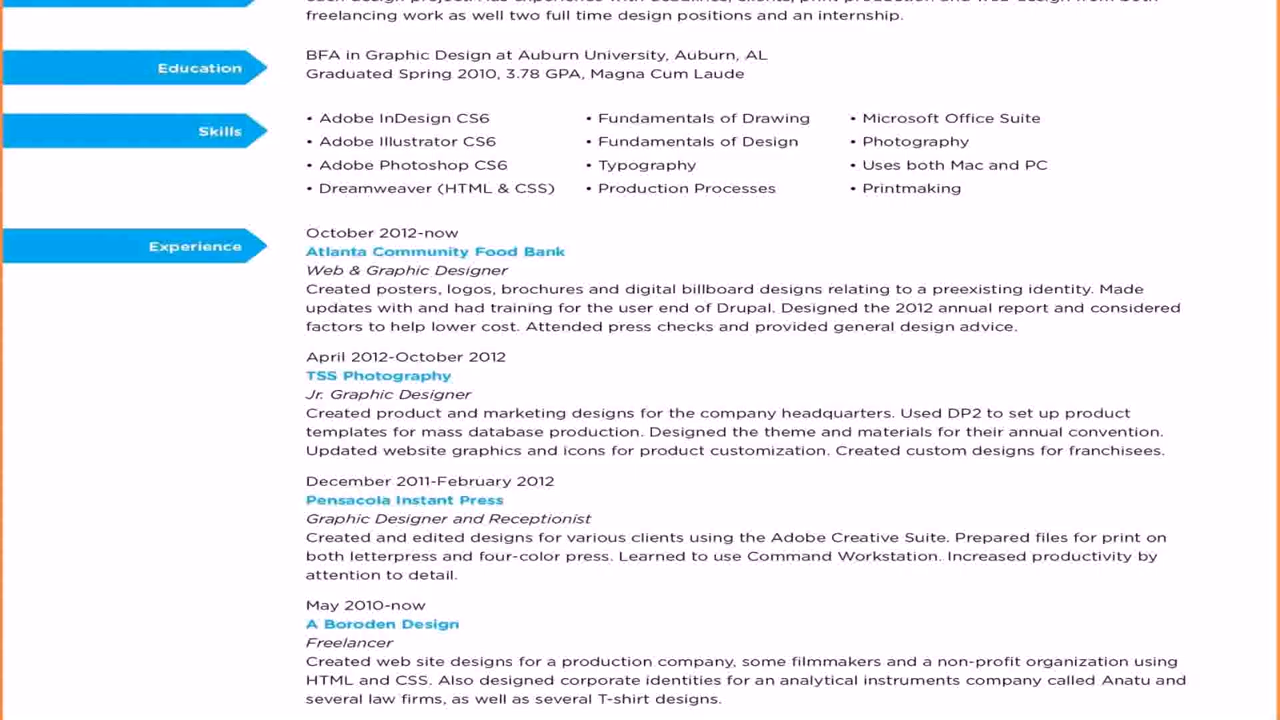 freelancing work as well two full time design positions and an internship.
Education
BFA in Graphic Design at Auburn University, Auburn, AL
Graduated Spring 2010, 3.78 GPA, Magna Cum Laude
Skills
• Adobe InDesign CS6 • Fundamentals of Drawing • Microsoft Office Suite
• Adobe Illustrator CS6 • Fundamentals of Design • Photography
• Adobe Photoshop CS6 • Typography • Uses both Mac and PC
• Dreamweaver (HTML & CSS) • Production Processes • Printmaking
Experience
October 2012-now
Atlanta Community Food Bank
Web & Graphic Designer
Created posters, logos, brochures and digital billboard designs relating to a preexisting identity. Made
updates with and had training for the user end of Drupal. Designed the 2012 annual report and considered
factors to help lower cost. Attended press checks and provided general design advice.
April 2012-October 2012
TSS Photography
Jr. Graphic Designer
Created product and marketing designs for the company headquarters. Used DP2 to set up product
templates for mass database production. Designed the theme and materials for their annual convention.
Updated website graphics and icons for product customization. Created custom designs for franchisees.
December 2011-February 2012
Pensacola Instant Press
Graphic Designer and Receptionist
Created and edited designs for various clients using the Adobe Creative Suite. Prepared files for print on
both letterpress and four-color press. Learned to use Command Workstation. Increased productivity by
attention to detail.
May 2010-now
A Boroden Design
Freelancer
Created web site designs for a production company, some filmmakers and a non-profit organization using
HTML and CSS. Also designed corporate identities for an analytical instruments company called Anatu and
several law firms, as well as several T-shirt designs.